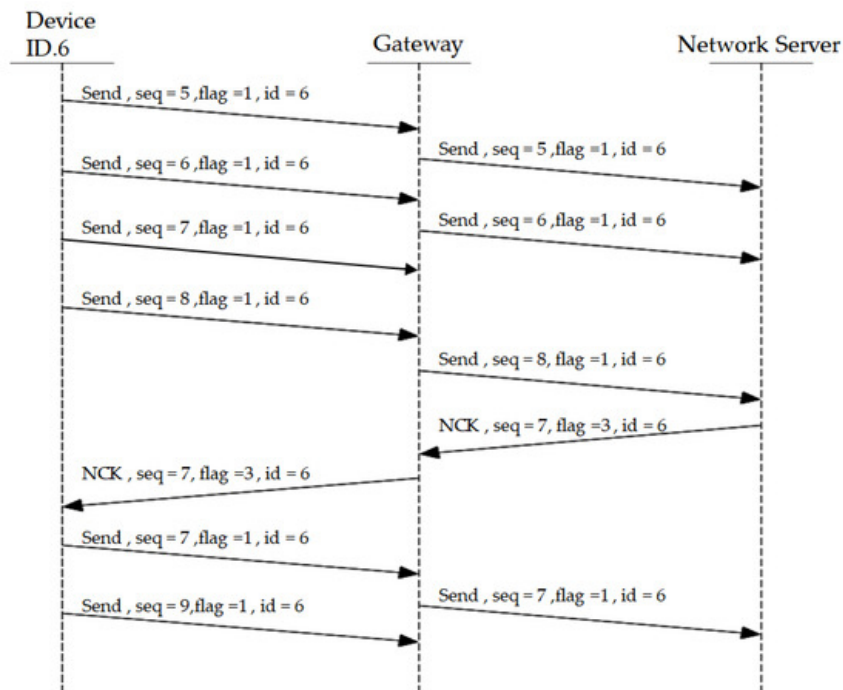 Device
ID.6
Gateway
Network Server
Send , seq = 5 ,flag =1 , id = 6
Send , seq = 5 ,flag =1 , id = 6
Send , seq = 6 ,flag =1 , id = 6
Send , seq = 6 ,flag =1 , id = 6
Send , seq = 7 ,flag =1 , id = 6
Send , seq = 8 ,flag =1 , id = 6
Send , seq = 8, flag =1 , id = 6
NCK , seq = 7, flag =3 , id = 6
NCK , seq = 7, flag =3 , id = 6
Send , seq = 7 ,flag =1 , id = 6
Send , seq = 7 ,flag =1 , id = 6
Send , seq = 9,flag =1 , id = 6